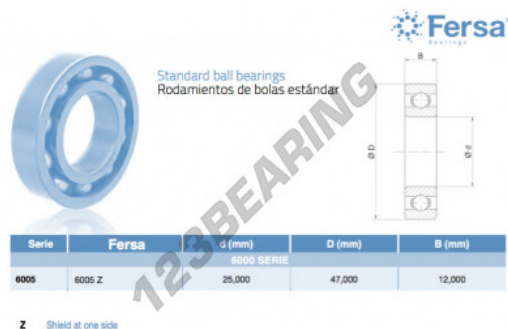 Fersa
Bearings
Standard ball bearings
Rodamientos de bolas estándar
B
Ø D
Ø d
123BEARING
Serie Fersa d (mm) D (mm) B (mm)
6000 SERIE
6005 6005 Z 25,000 47,000 12,000
Z Shield at one side